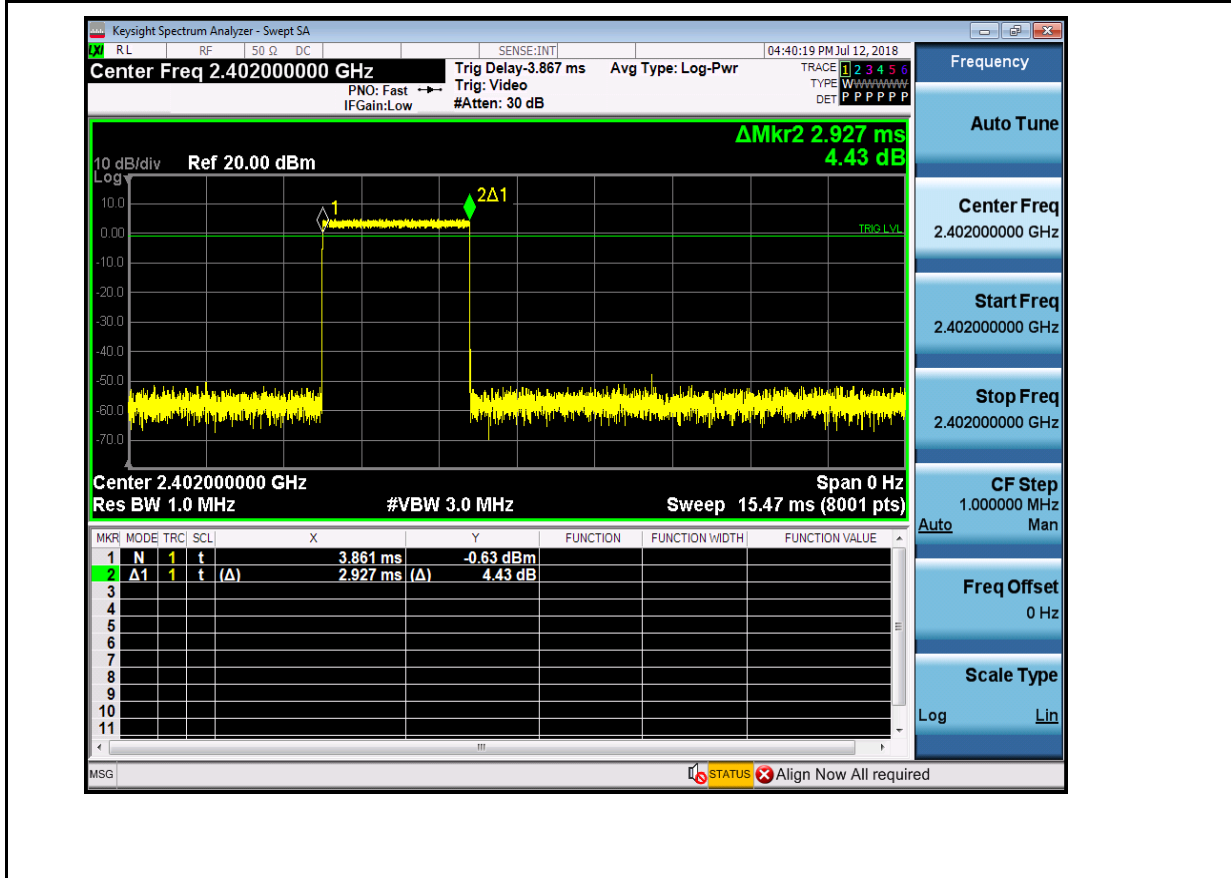 Keysight Spectrum Analyzer - Swept SA
LXI RL RF 50 Ω DC SENSE:INT 04:40:19 PM Jul 12, 2018
Center Freq 2.402000000 GHz
PNO: Fast
IFGain:Low
Trig Delay-3.867 ms
Trig: Video
#Atten: 30 dB
Avg Type: Log-Pwr
TRACE 1 2 3 4 5 6
TYPE WWWWWW
DET P P P P P P
ΔMkr2 2.927 ms
4.43 dB
10 dB/div Ref 20.00 dBm
Log
10.0
0.00
-10.0
-20.0
-30.0
-40.0
-50.0
-60.0
-70.0
1
2Δ1
TRIG LVL
Center 2.402000000 GHz Span 0 Hz
Res BW 1.0 MHz #VBW 3.0 MHz Sweep 15.47 ms (8001 pts)
MKR MODE TRC SCL X Y FUNCTION FUNCTION WIDTH FUNCTION VALUE
1 N 1 t 3.861 ms -0.63 dBm
2 Δ1 1 t (Δ) 2.927 ms (Δ) 4.43 dB
3
4
5
6
7
8
9
10
11
MSG STATUS Align Now All required
Frequency
Auto Tune
Center Freq
2.402000000 GHz
Start Freq
2.402000000 GHz
Stop Freq
2.402000000 GHz
CF Step
1.000000 MHz
Auto Man
Freq Offset
0 Hz
Scale Type
Log Lin